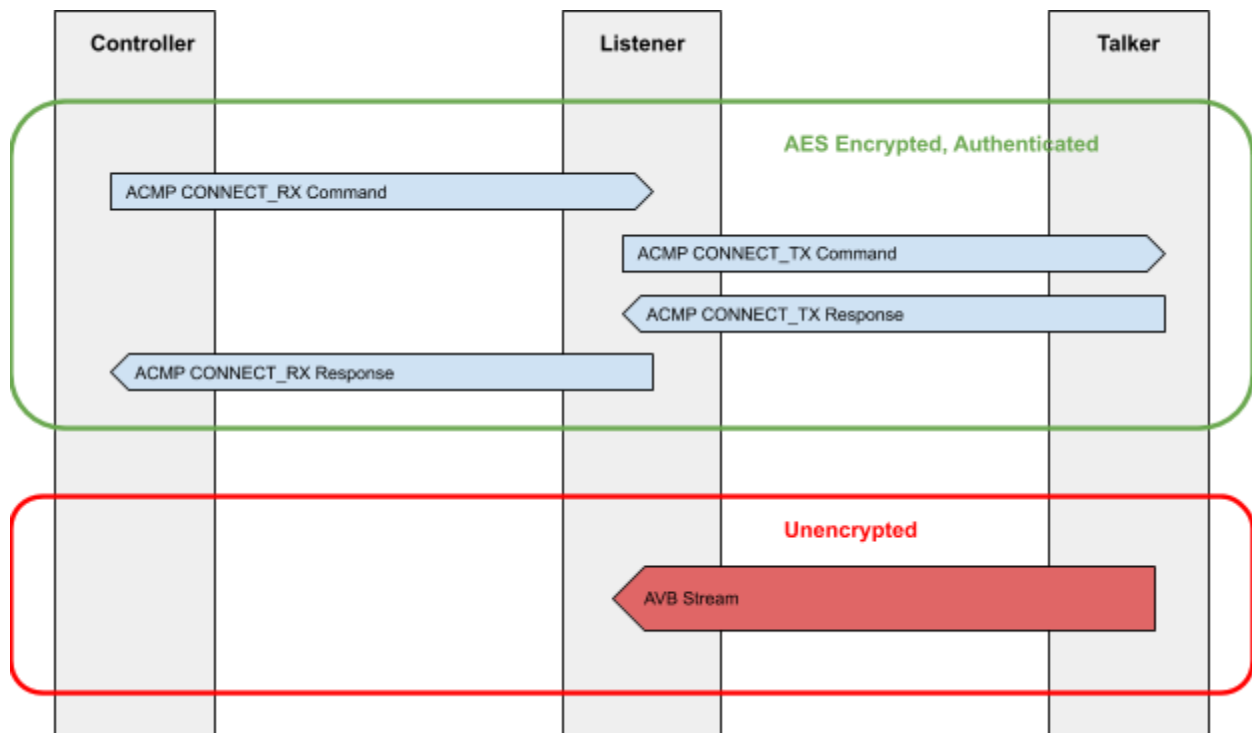 Controller
Listener
Talker
AES Encrypted, Authenticated
ACMP CONNECT_RX Command
ACMP CONNECT_TX Command
ACMP CONNECT_TX Response
ACMP CONNECT_RX Response
Unencrypted
AVB Stream